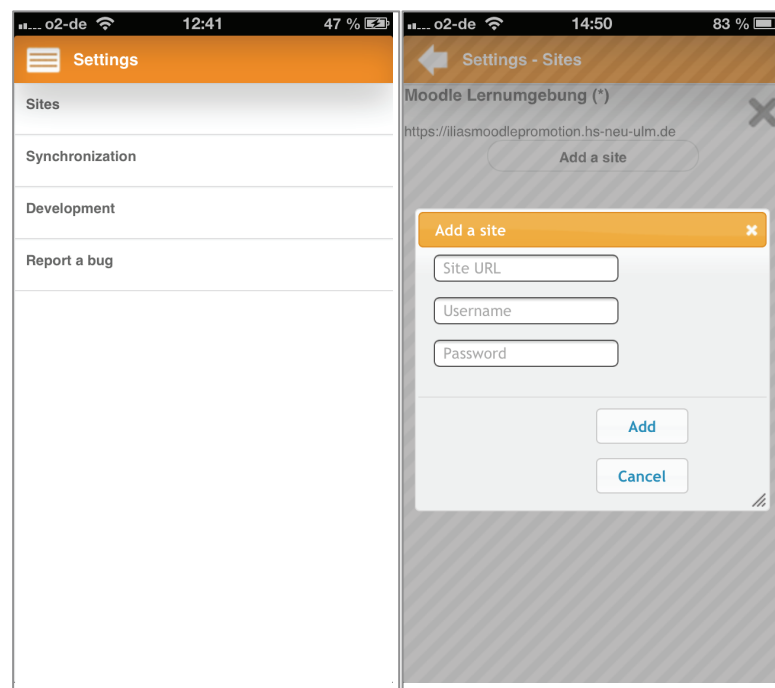 o2-de 12:41 47 %
Settings
Sites
Synchronization
Development
Report a bug
o2-de 14:50 83 %
Settings - Sites
Moodle Lernumgebung (*)
https://iliasmoodlepromotion.hs-neu-ulm.de
Add a site
Add a site
Site URL
Username
Password
Add
Cancel